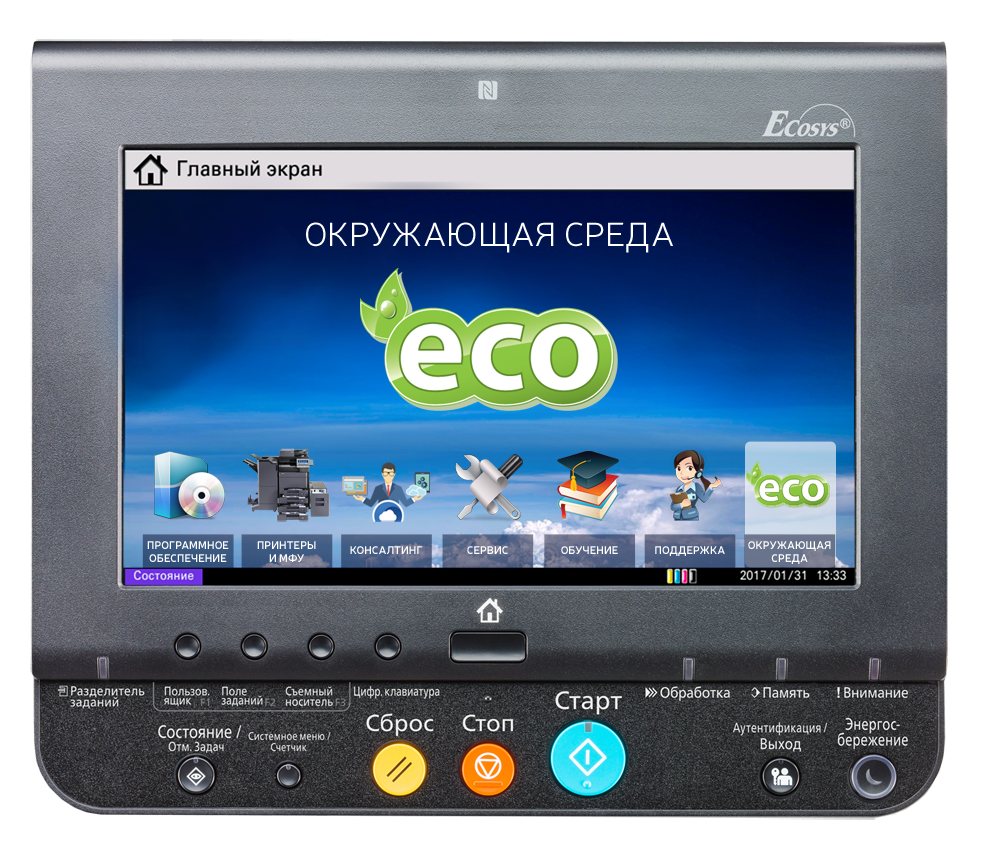 ECOSYS®
Главный экран
ОКРУЖАЮЩАЯ СРЕДА
eco
eco
ПРОГРАММНОЕ
ОБЕСПЕЧЕНИЕ
ПРИНТЕРЫ
И МФУ
КОНСАЛТИНГ
СЕРВИС
ОБУЧЕНИЕ
ПОДДЕРЖКА
ОКРУЖАЮЩАЯ
СРЕДА
Состояние
2017/01/31 13:33
Разделитель
заданий
Пользов.
ящик F1
Поле
заданий F2
Съемный
носитель F3
Цифр. клавиатура
Старт
Обработка
Память
! Внимание
Состояние /
Отм. Задач
Системное меню /
Счетчик
Сброс
Стоп
Аутентификация /
Выход
Энергос-
бережение